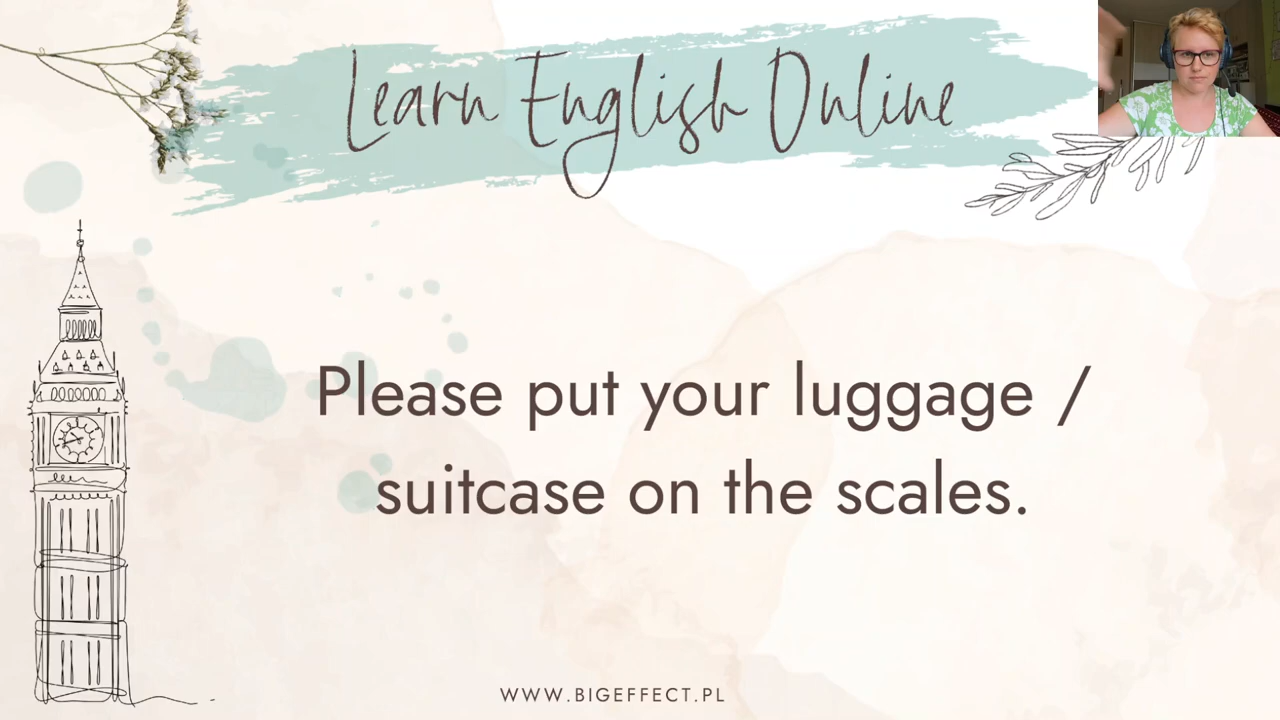 Learn English Online
Please put your luggage /
suitcase on the scales.
WWW.BIGEFFECT.PL